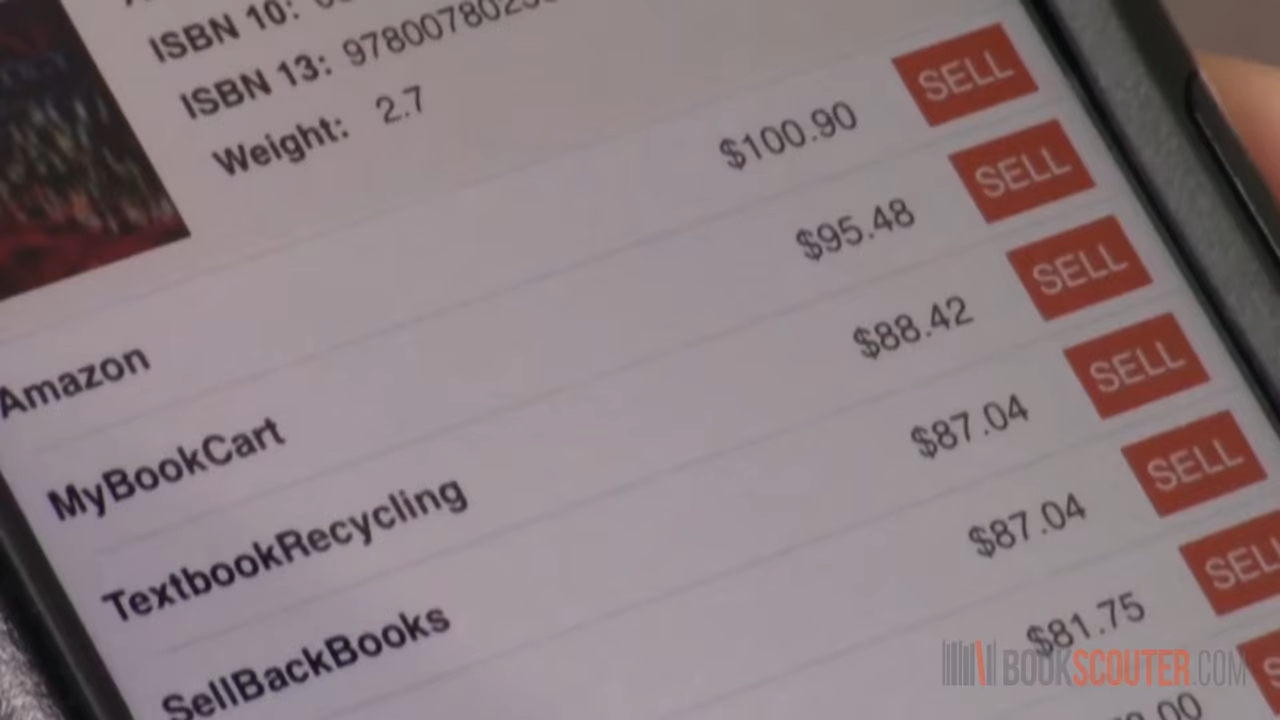 ISBN 10:
ISBN 13:
Weight: 2.7
Amazon $100.90 SELL
MyBookCart $95.48 SELL
TextbookRecycling $88.42 SELL
SellBackBooks $87.04 SELL
$87.04 SELL
$81.75 SELL
BOOKSCOUTER.COM